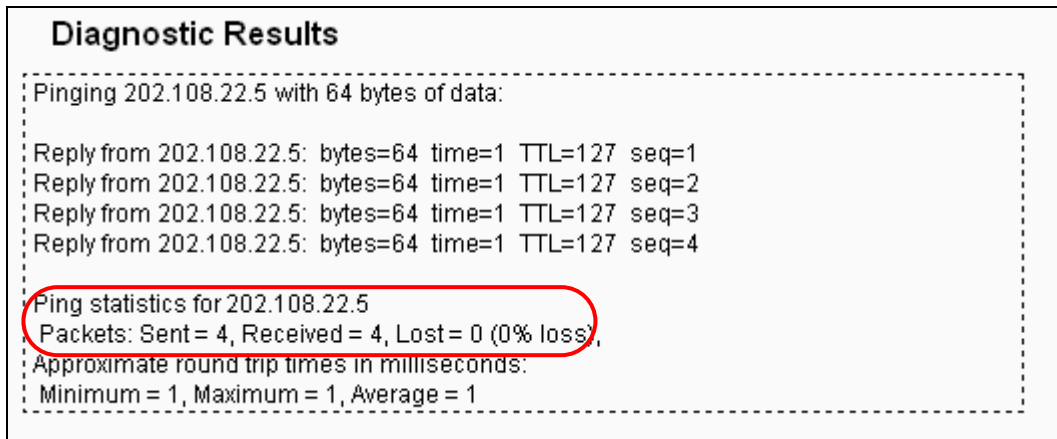 Diagnostic Results
Pinging 202.108.22.5 with 64 bytes of data:
Reply from 202.108.22.5: bytes=64 time=1 TTL=127 seq=1
Reply from 202.108.22.5: bytes=64 time=1 TTL=127 seq=2
Reply from 202.108.22.5: bytes=64 time=1 TTL=127 seq=3
Reply from 202.108.22.5: bytes=64 time=1 TTL=127 seq=4
Ping statistics for 202.108.22.5
Packets: Sent = 4, Received = 4, Lost = 0 (0% loss),
Approximate round trip times in milliseconds:
Minimum = 1, Maximum = 1, Average = 1